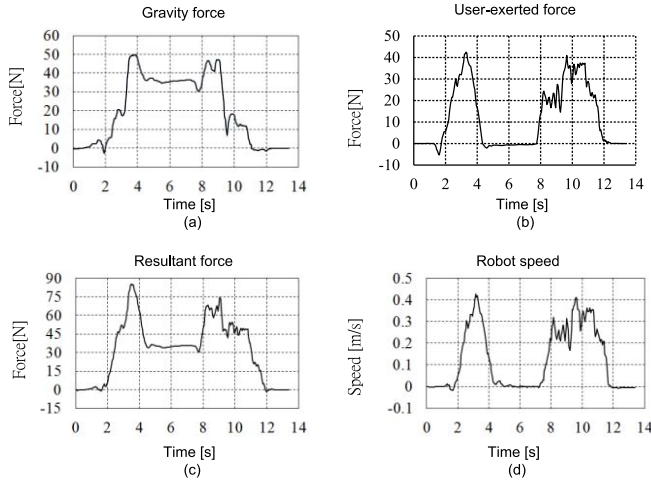 Gravity force
60
50
40
30
20
10
0
-10
Force[N]
0 2 4 6 8 10 12 14
Time [s]
(a)
User-exerted force
50
40
30
20
10
0
-10
Force[N]
0 2 4 6 8 10 12 14
Time [s]
(b)
Resultant force
90
75
60
45
30
15
0
-15
Force[N]
0 2 4 6 8 10 12 14
Time [s]
(c)
Robot speed
0.5
0.4
0.3
0.2
0.1
0
-0.1
Speed [m/s]
0 2 4 6 8 10 12 14
Time [s]
(d)